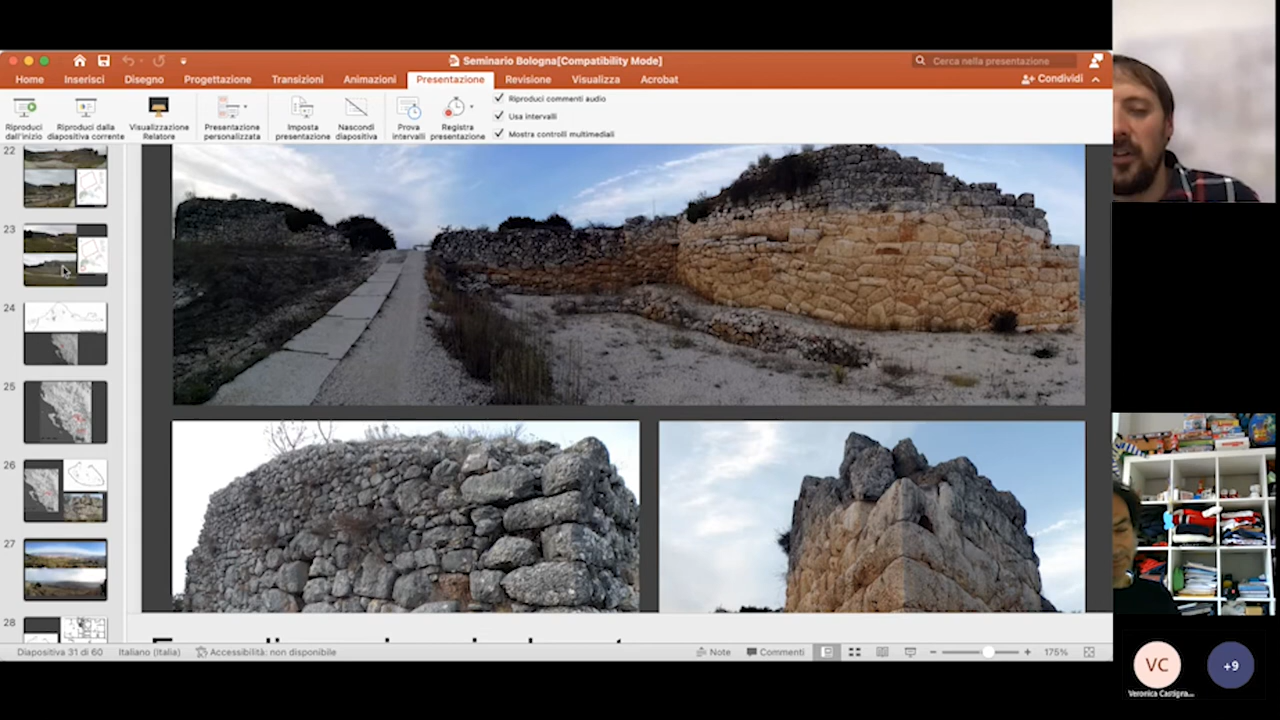 Seminario Bologna[Compatibility Mode]
Cerca nella presentazione
Home Inserisci Disegno Progettazione Transizioni Animazioni Presentazione Revisione Visualizza Acrobat Condividi
Riproduci dall'inizio
Riproduci dalla diapositiva corrente
Visualizzazione Relatore
Presentazione personalizzata
Imposta presentazione
Nascondi diapositiva
Prova intervalli
Registra presentazione
Riproduci commenti audio
Usa intervalli
Mostra controlli multimediali
22
23
24
25
26
27
28
Diapositiva 31 di 60 Italiano (Italia) Accessibilità: non disponibile Note Commenti 175%
VC
+9
Veronica Castigna...